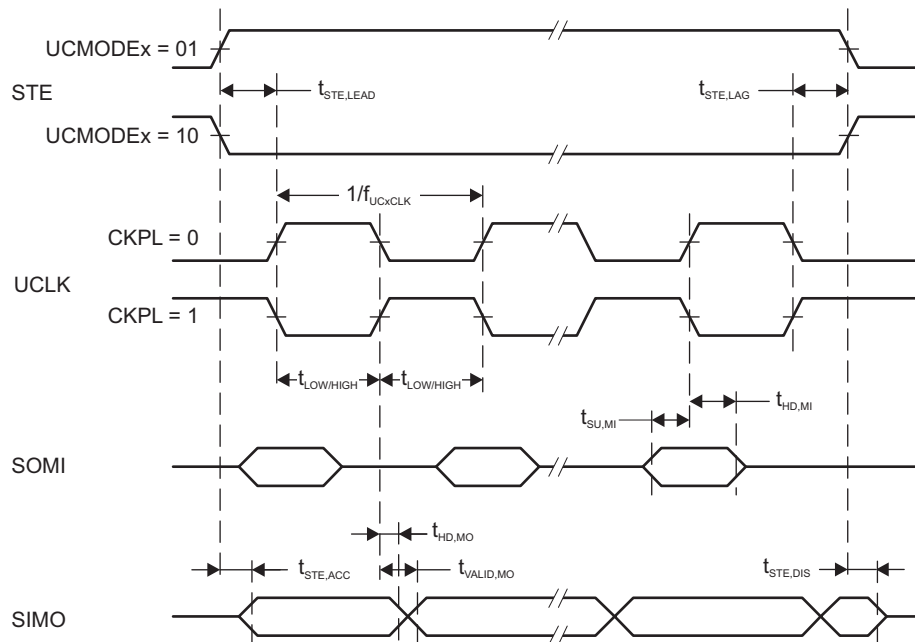 UCMODEx = 01
STE
t_STE,LEAD
t_STE,LAG
UCMODEx = 10
1/f_UCxCLK
CKPL = 0
UCLK
CKPL = 1
t_LOW/HIGH t_LOW/HIGH
t_HD,MI
t_SU,MI
SOMI
t_HD,MO
t_STE,ACC
t_VALID,MO
t_STE,DIS
SIMO